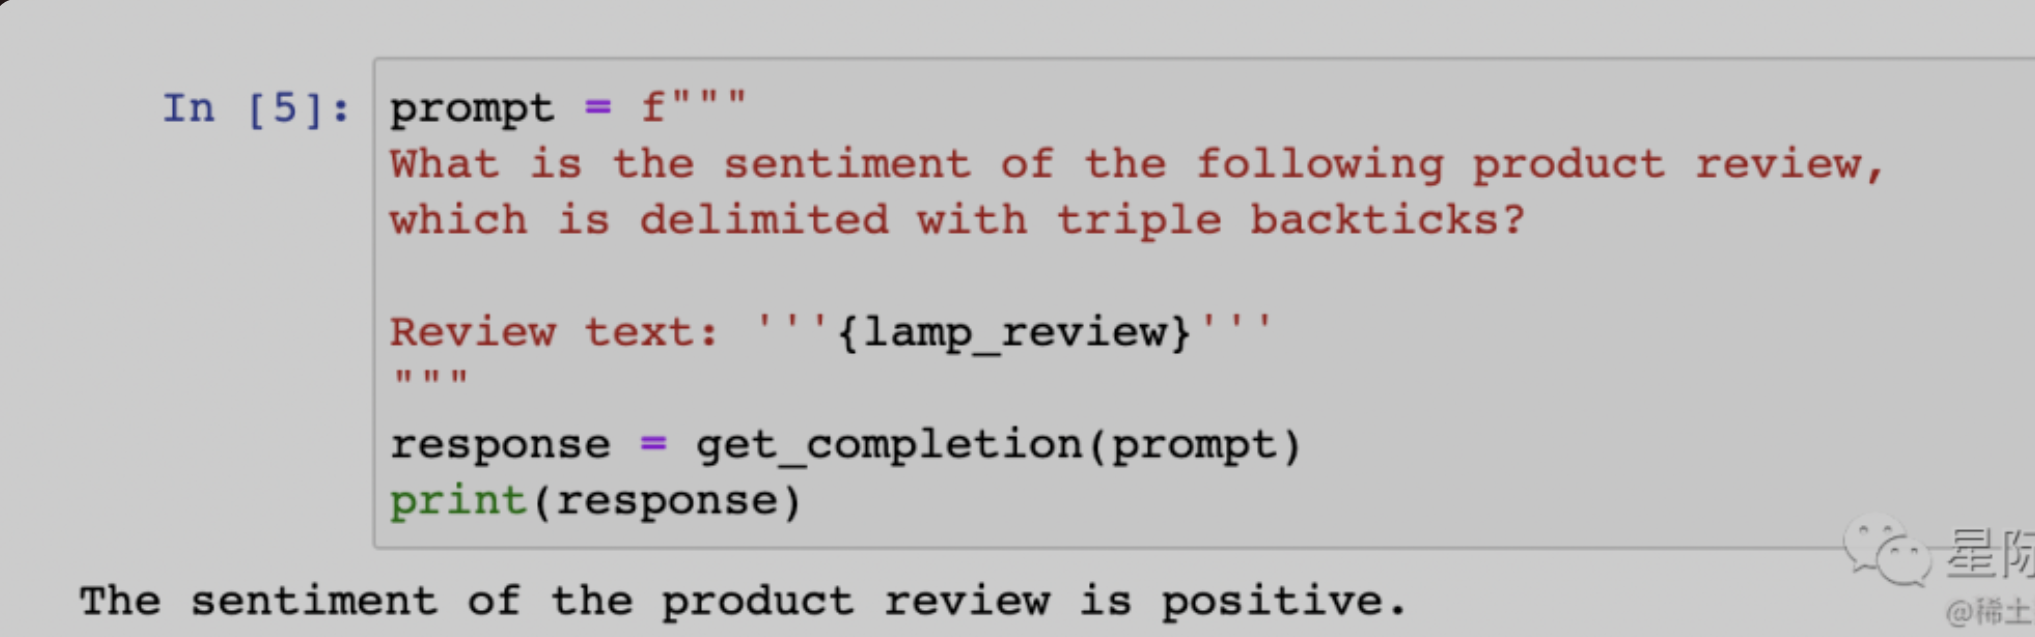 In [5]:
prompt = f"""
What is the sentiment of the following product review,
which is delimited with triple backticks?
Review text: '''{lamp_review}'''
"""
response = get_completion(prompt)
print(response)
The sentiment of the product review is positive.
星际
@稀土